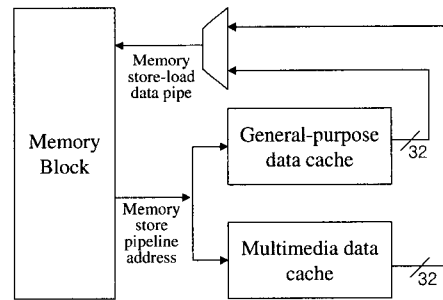 Memory
store-load
data pipe
Memory
Block
General-purpose
data cache
32
Memory
store
pipeline
address
Multimedia data
cache
32